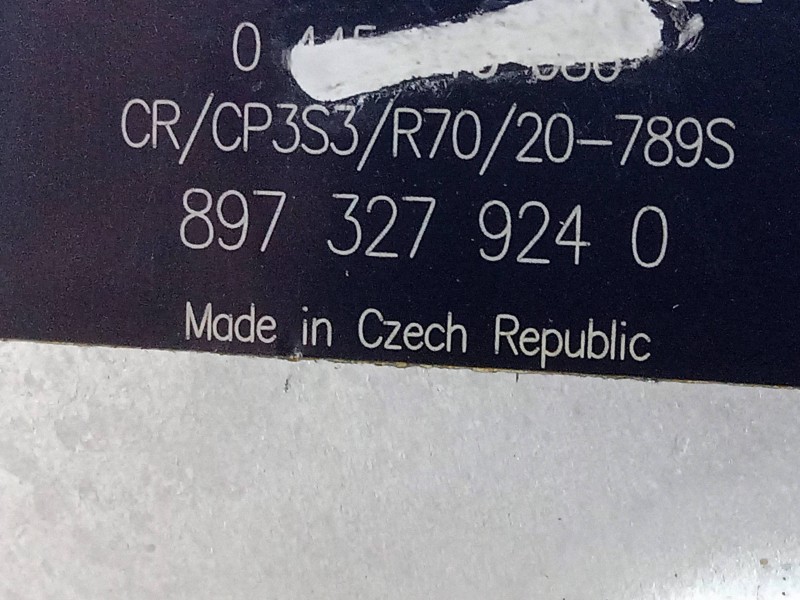 0
CR/CP3S3/R70/20-789S
897 327 924 0
Made in Czech Republic